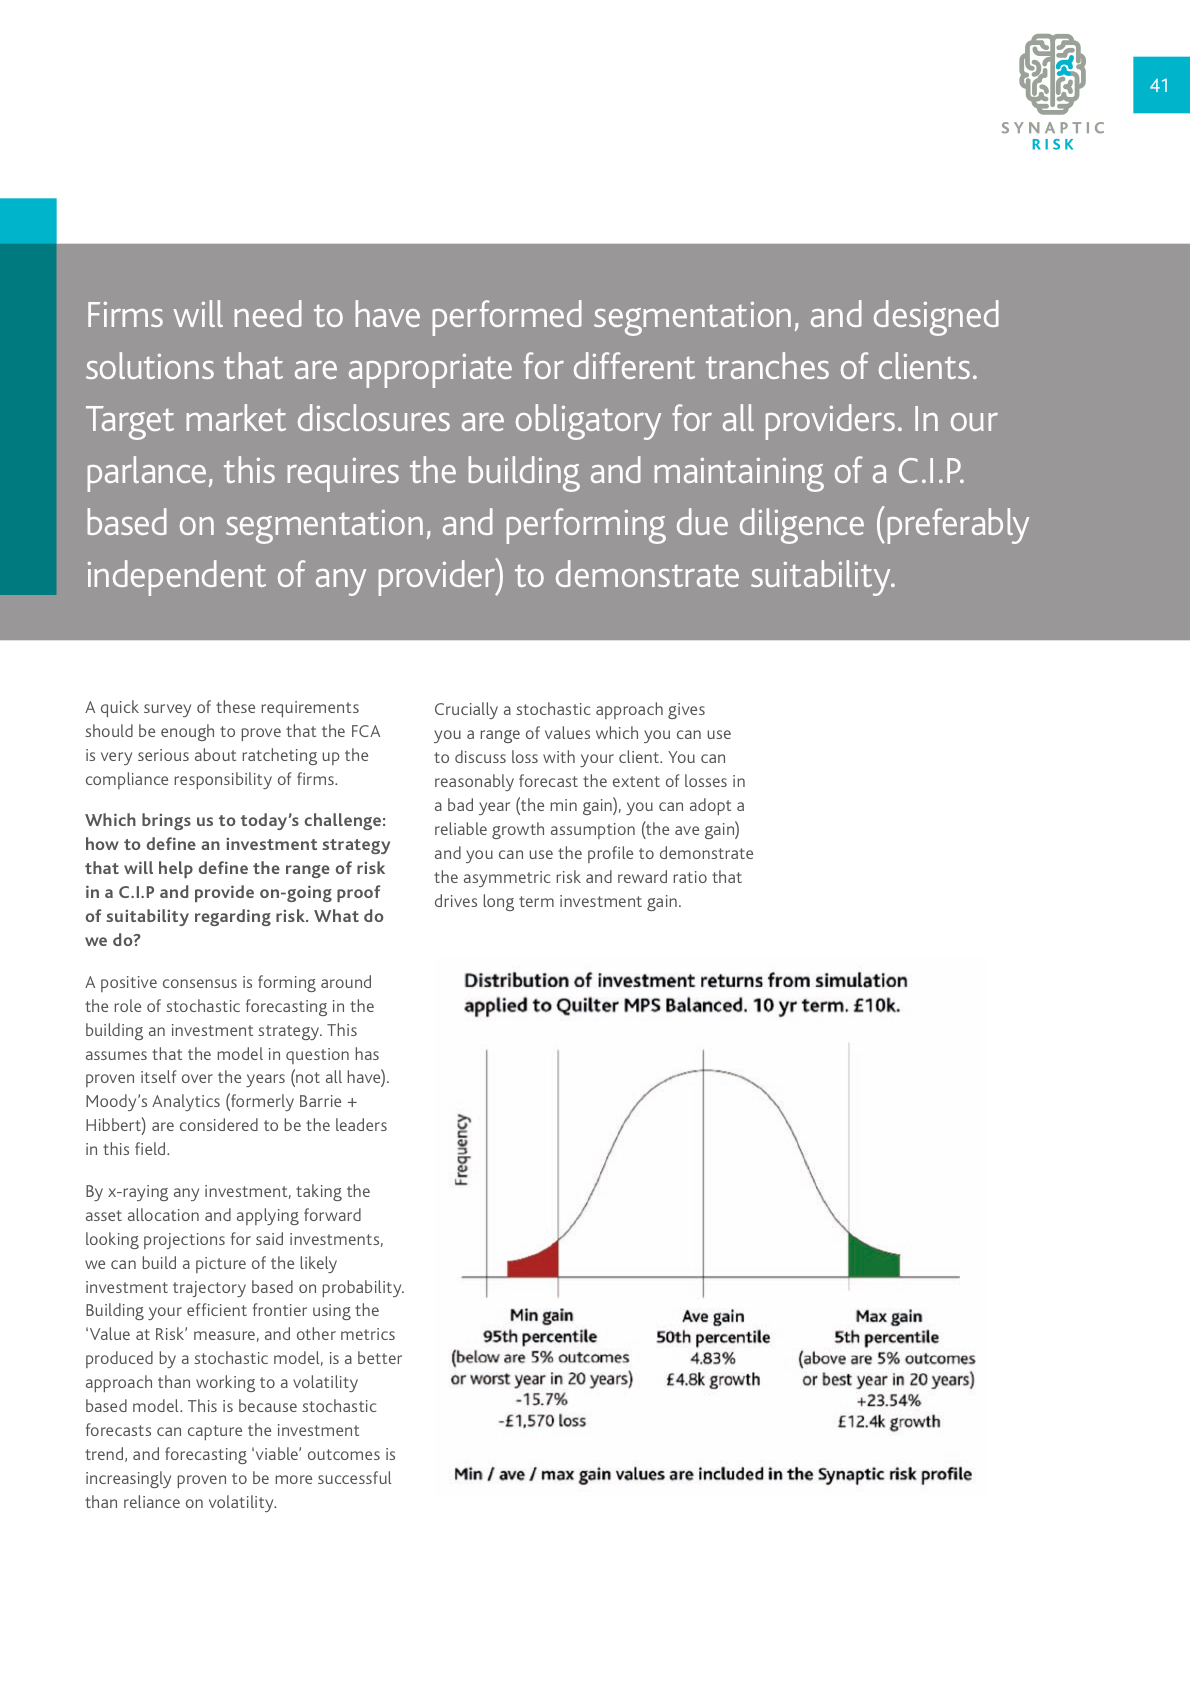 SYNAPTIC
RISK
41
Firms will need to have performed segmentation, and designed
solutions that are appropriate for different tranches of clients.
Target market disclosures are obligatory for all providers. In our
parlance, this requires the building and maintaining of a C.I.P.
based on segmentation, and performing due diligence (preferably
independent of any provider) to demonstrate suitability.
A quick survey of these requirements
should be enough to prove that the FCA
is very serious about ratcheting up the
compliance responsibility of firms.
Which brings us to today’s challenge:
how to define an investment strategy
that will help define the range of risk
in a C.I.P and provide on-going proof
of suitability regarding risk. What do
we do?
A positive consensus is forming around
the role of stochastic forecasting in the
building an investment strategy. This
assumes that the model in question has
proven itself over the years (not all have).
Moody’s Analytics (formerly Barrie +
Hibbert) are considered to be the leaders
in this field.
By x-raying any investment, taking the
asset allocation and applying forward
looking projections for said investments,
we can build a picture of the likely
investment trajectory based on probability.
Building your efficient frontier using the
‘Value at Risk’ measure, and other metrics
produced by a stochastic model, is a better
approach than working to a volatility
based model. This is because stochastic
forecasts can capture the investment
trend, and forecasting ‘viable’ outcomes is
increasingly proven to be more successful
than reliance on volatility.
Crucially a stochastic approach gives
you a range of values which you can use
to discuss loss with your client. You can
reasonably forecast the extent of losses in
a bad year (the min gain), you can adopt a
reliable growth assumption (the ave gain)
and you can use the profile to demonstrate
the asymmetric risk and reward ratio that
drives long term investment gain.
Distribution of investment returns from simulation
applied to Quilter MPS Balanced. 10 yr term. £10k.
Frequency
Min gain
95th percentile
(below are 5% outcomes
or worst year in 20 years)
-15.7%
-£1,570 loss
Ave gain
50th percentile
4.83%
£4.8k growth
Max gain
5th percentile
(above are 5% outcomes
or best year in 20 years)
+23.54%
£12.4k growth
Min / ave / max gain values are included in the Synaptic risk profile